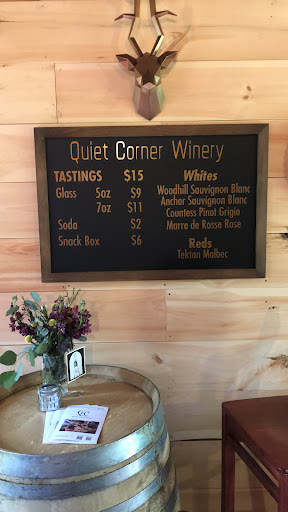 Quiet Corner Winery
TASTINGS $15
Glass 5oz $9
7oz $11
Soda $2
Snack Box $6
Whites
Woodhill Sauvignon Blanc
Anchor Sauvignon Blanc
Countess Pinot Grigio
Marre de Rosse Rose
Reds
Tekton Malbec